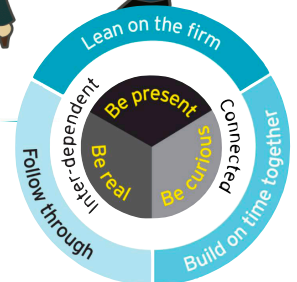 Lean on the firm
Build on time together
Follow through
Inter-dependent
Connected
Be present
Be curious
Be real